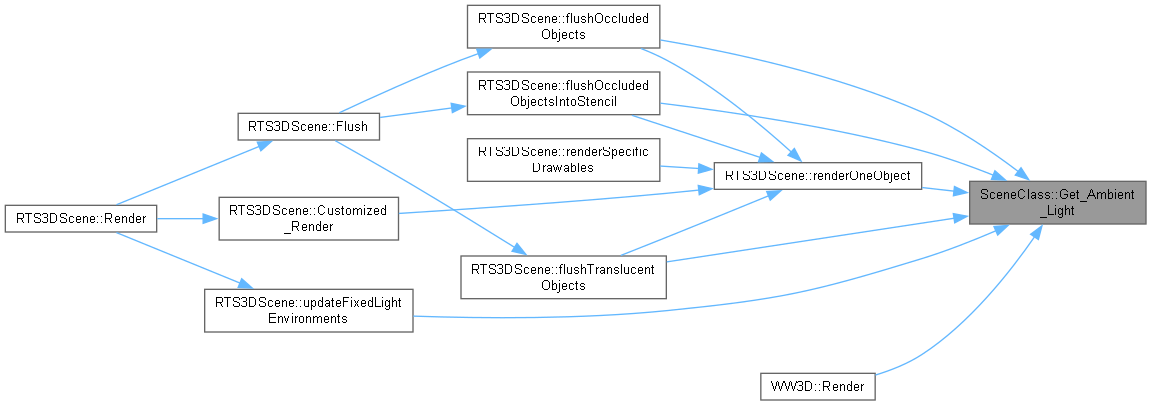 RTS3DScene::flushOccluded
Objects
RTS3DScene::flushOccluded
ObjectsIntoStencil
RTS3DScene::Flush
RTS3DScene::renderSpecific
Drawables
RTS3DScene::renderOneObject
SceneClass::Get_Ambient
_Light
RTS3DScene::Render
RTS3DScene::Customized
_Render
RTS3DScene::flushTranslucent
Objects
RTS3DScene::updateFixedLight
Environments
WW3D::Render